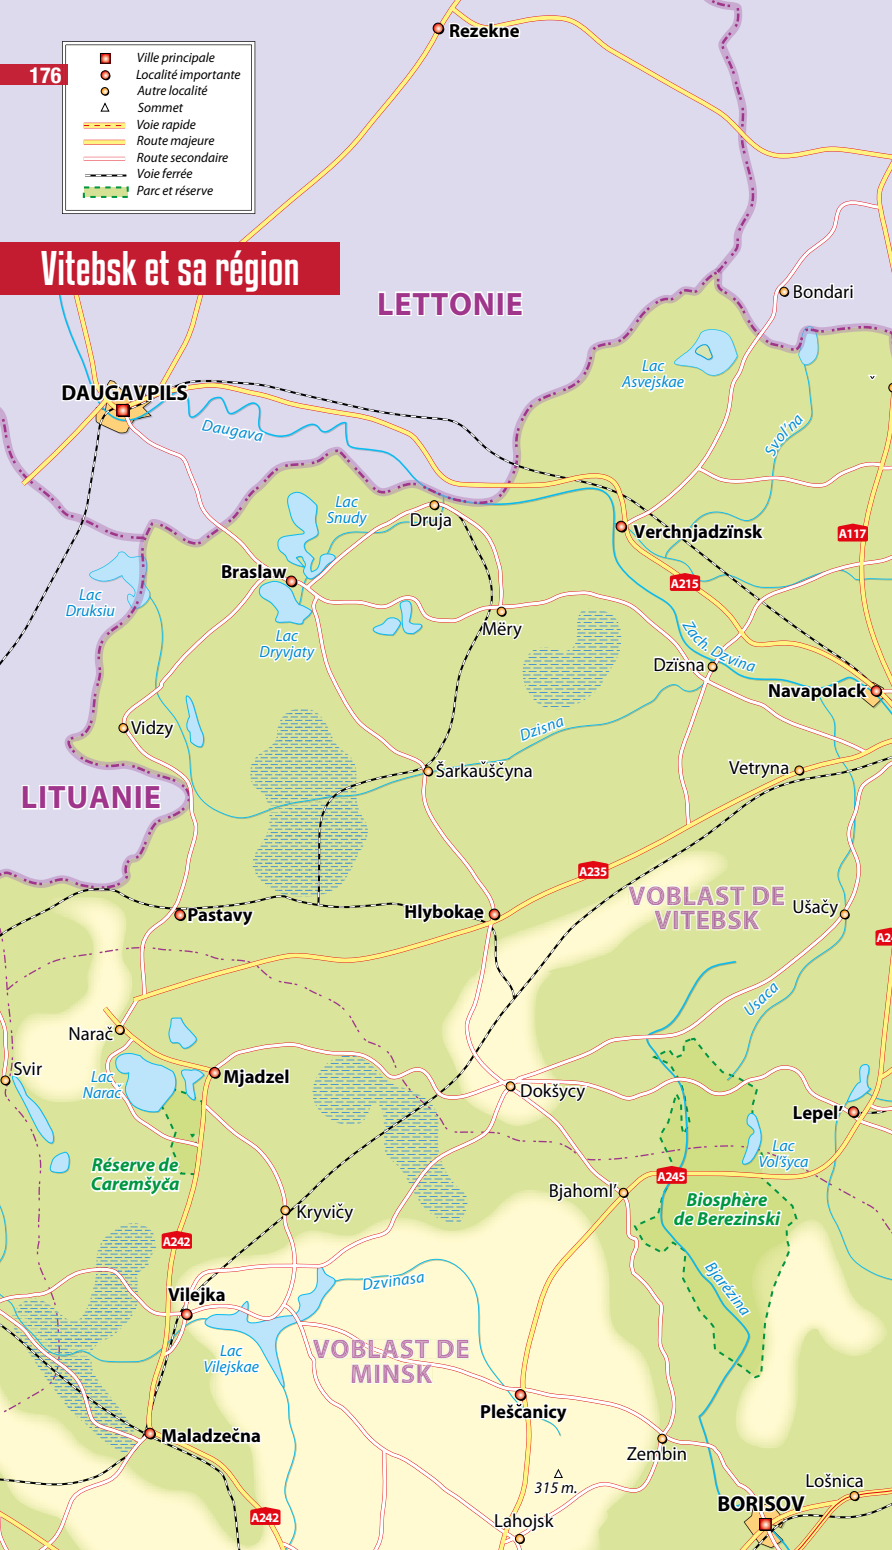 Rezekne
176
Ville principale
Localité importante
Autre localité
Sommet
Voie rapide
Route majeure
Route secondaire
Voie ferrée
Parc et réserve
Vitebsk et sa région
LETTONIE
Bondari
Lac
Asvejskae
DAUGAVPILS
Daugava
Svol'na
Lac
Snudy
Druja
Verchnjadzïnsk
A117
Braslaw
A215
Lac
Druksiu
Lac
Dryvjaty
Mëry
Zach. Dzvina
Dzïsna
Navapolack
Vidzy
Dzisna
Šarkaŭščyna
Vetryna
LITUANIE
A235
VOBLAST DE
VITEBSK
Ušačy
Pastavy
Hlybokae
A24
Usaca
Narač
Svir
Mjadzel
Lac
Narač
Dokšycy
Lepel'
Lac
Vol'šyca
Réserve de
Caremšyča
A245
Bjahoml'
Biosphère
de Berezinski
Kryvičy
A242
Bjarézina
Dzvinasa
Vilejka
Lac
Vilejskae
VOBLAST DE
MINSK
Pleščanicy
Maladzečna
Zembin
315 m.
Lošnica
BORISOV
A242
Lahojsk